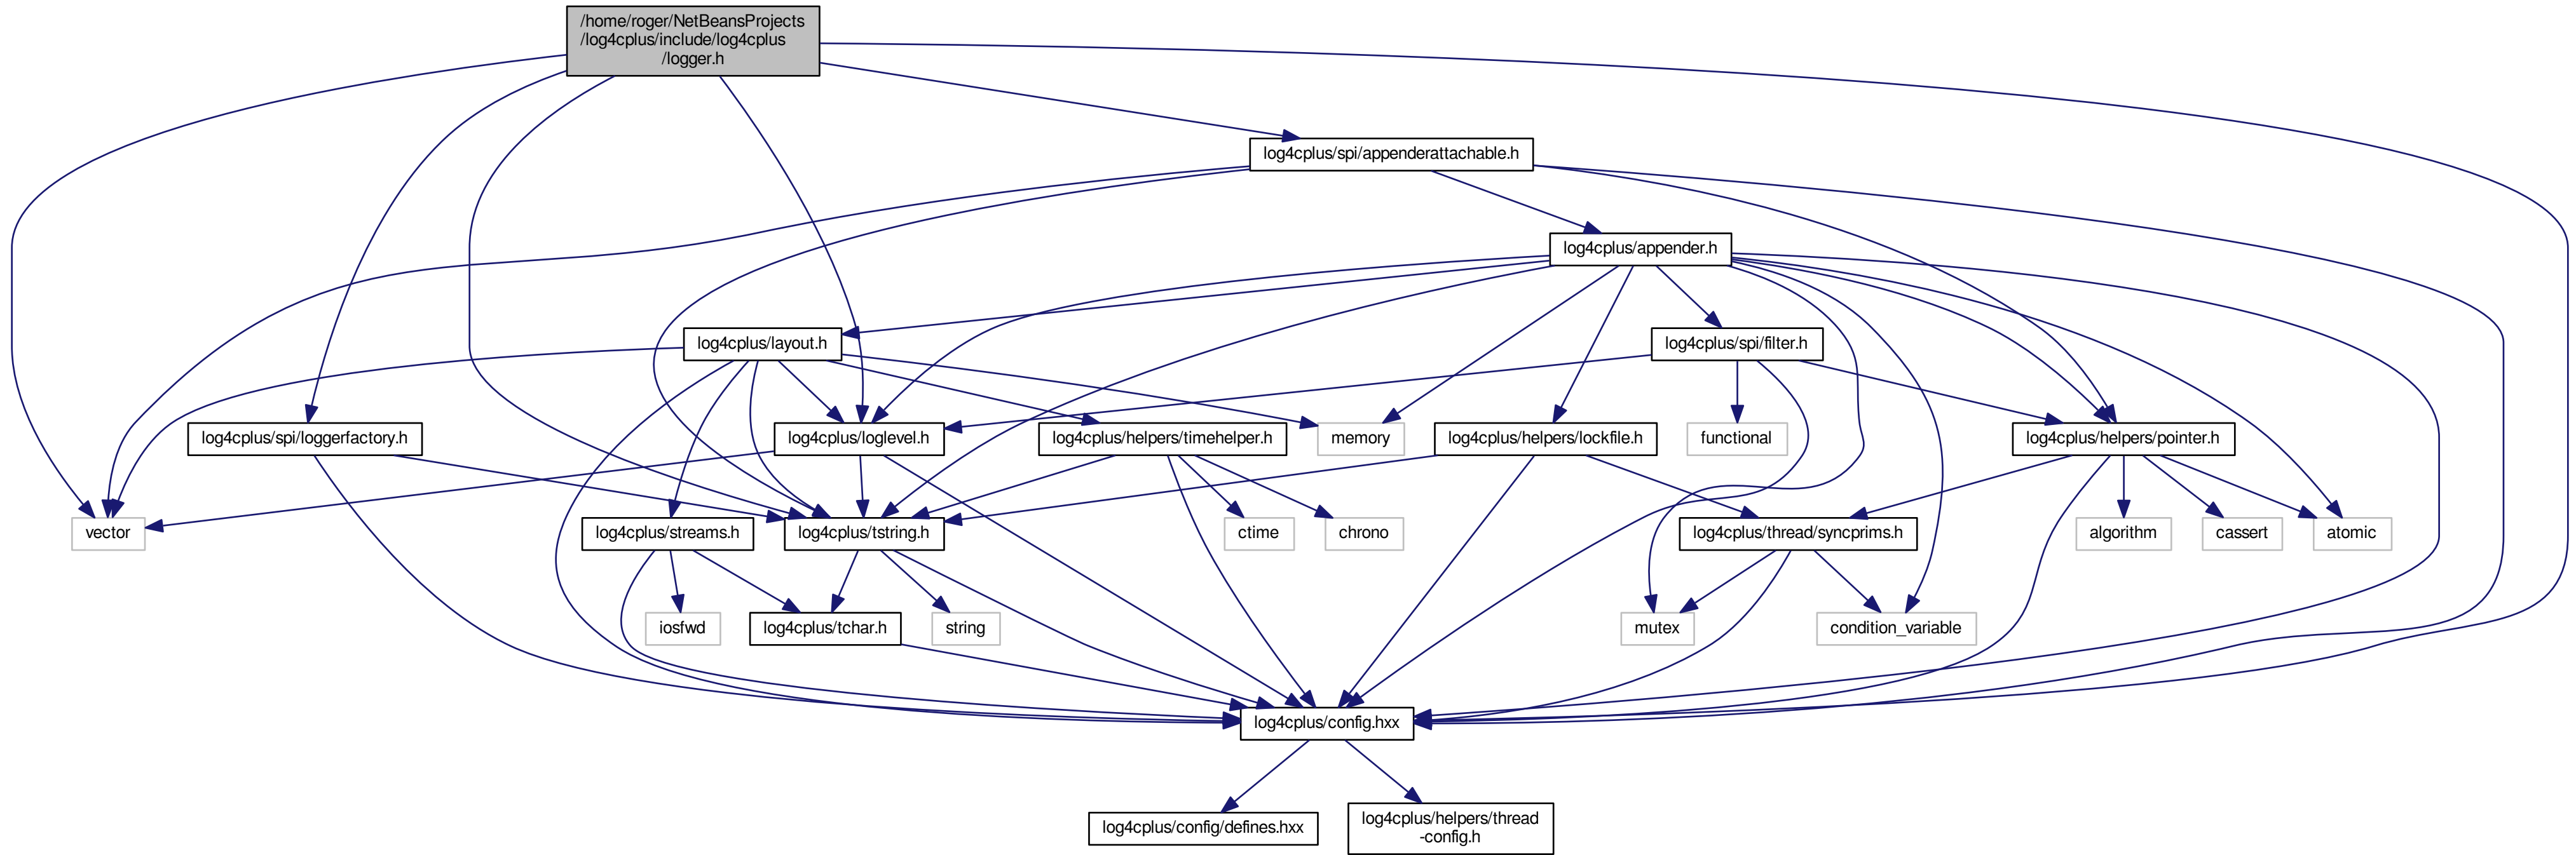 /home/roger/NetBeansProjects
/log4cplus/include/log4cplus
/logger.h
log4cplus/spi/appenderattachable.h
log4cplus/appender.h
log4cplus/layout.h
log4cplus/spi/filter.h
log4cplus/spi/loggerfactory.h
log4cplus/loglevel.h
log4cplus/helpers/timehelper.h
memory
log4cplus/helpers/lockfile.h
functional
log4cplus/helpers/pointer.h
vector
log4cplus/streams.h
log4cplus/tstring.h
ctime
chrono
log4cplus/thread/syncprims.h
algorithm
cassert
atomic
iosfwd
log4cplus/tchar.h
string
mutex
condition_variable
log4cplus/config.hxx
log4cplus/config/defines.hxx
log4cplus/helpers/thread
-config.h